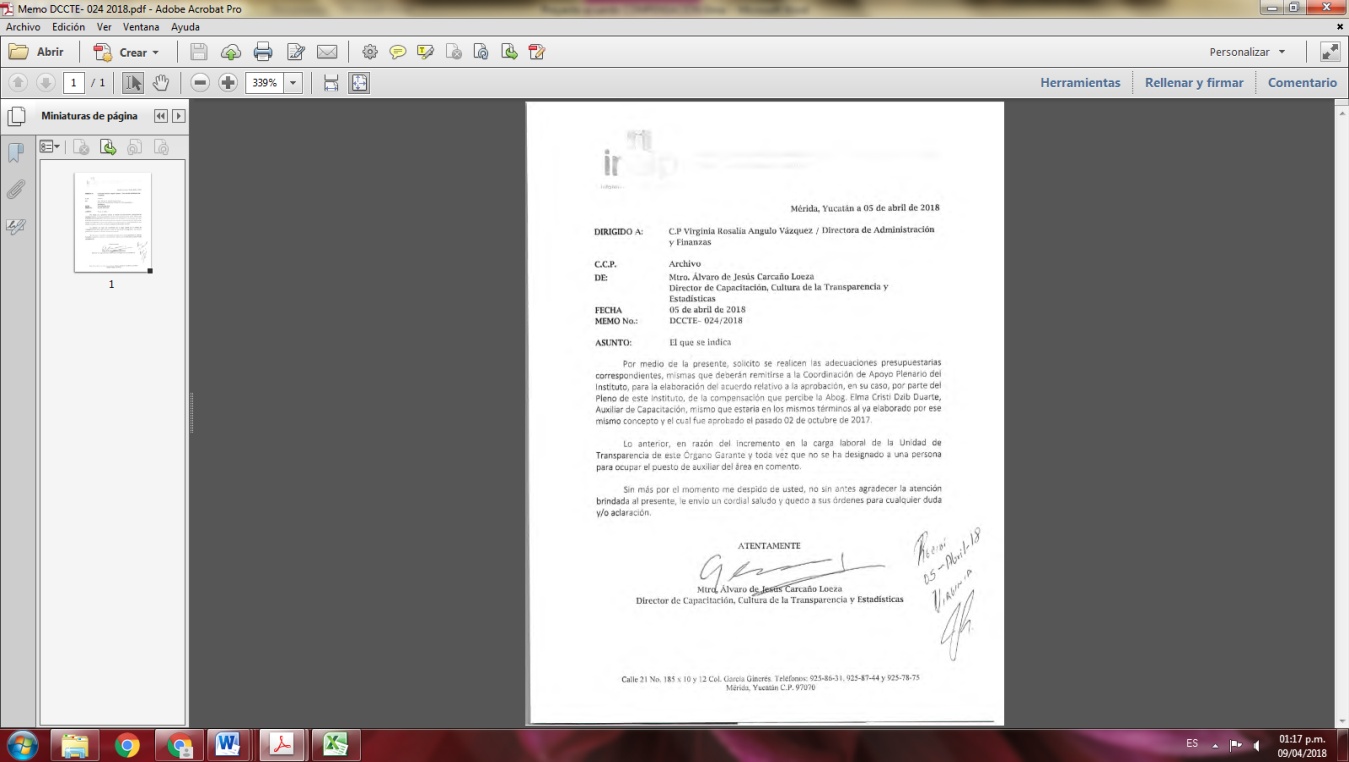 Memo DCCTE- 024 2018.pdf - Adobe Acrobat Pro
Archivo Edición Ver Ventana Ayuda
Abrir Crear Personalizar
1 / 1 339% Herramientas Rellenar y firmar Comentario
Miniaturas de página
1
Mérida, Yucatán a 05 de abril de 2018
DIRIGIDO A: C.P Virginia Rosalía Angulo Vázquez / Directora de Administración
y Finanzas
C.C.P. Archivo
DE: Mtro. Álvaro de Jesús Carcaño Loeza
Director de Capacitación, Cultura de la Transparencia y
Estadísticas
FECHA 05 de abril de 2018
MEMO No.: DCCTE- 024/2018
ASUNTO: El que se indica
Por medio de la presente, solicito se realicen las adecuaciones presupuestarias
correspondientes, mismas que deberán remitirse a la Coordinación de Apoyo Plenario del
Instituto, para la elaboración del acuerdo relativo a la aprobación, en su caso, por parte del
Pleno de este Instituto, de la compensación que percibe la Abog. Elma Cristi Dzib Duarte,
Auxiliar de Capacitación, mismo que estaría en los mismos términos al ya elaborado por ese
mismo concepto y el cual fue aprobado el pasado 02 de octubre de 2017.
Lo anterior, en razón del incremento en la carga laboral de la Unidad de
Transparencia de este Órgano Garante y toda vez que no se ha designado a una persona
para ocupar el puesto de auxiliar del área en comento.
Sin más por el momento me despido de usted, no sin antes agradecer la atención
brindada al presente, le envío un cordial saludo y quedo a sus órdenes para cualquier duda
y/o aclaración.
ATENTAMENTE
Mtro. Álvaro de Jesús Carcaño Loeza
Director de Capacitación, Cultura de la Transparencia y Estadísticas
Recibí
05-Abril-18
Virginia
Calle 21 No. 185 x 10 y 12 Col. García Ginerés. Teléfonos: 925-86-31, 925-87-44 y 925-78-75
Mérida, Yucatán C.P. 97070
ES 01:17 p.m.
09/04/2018